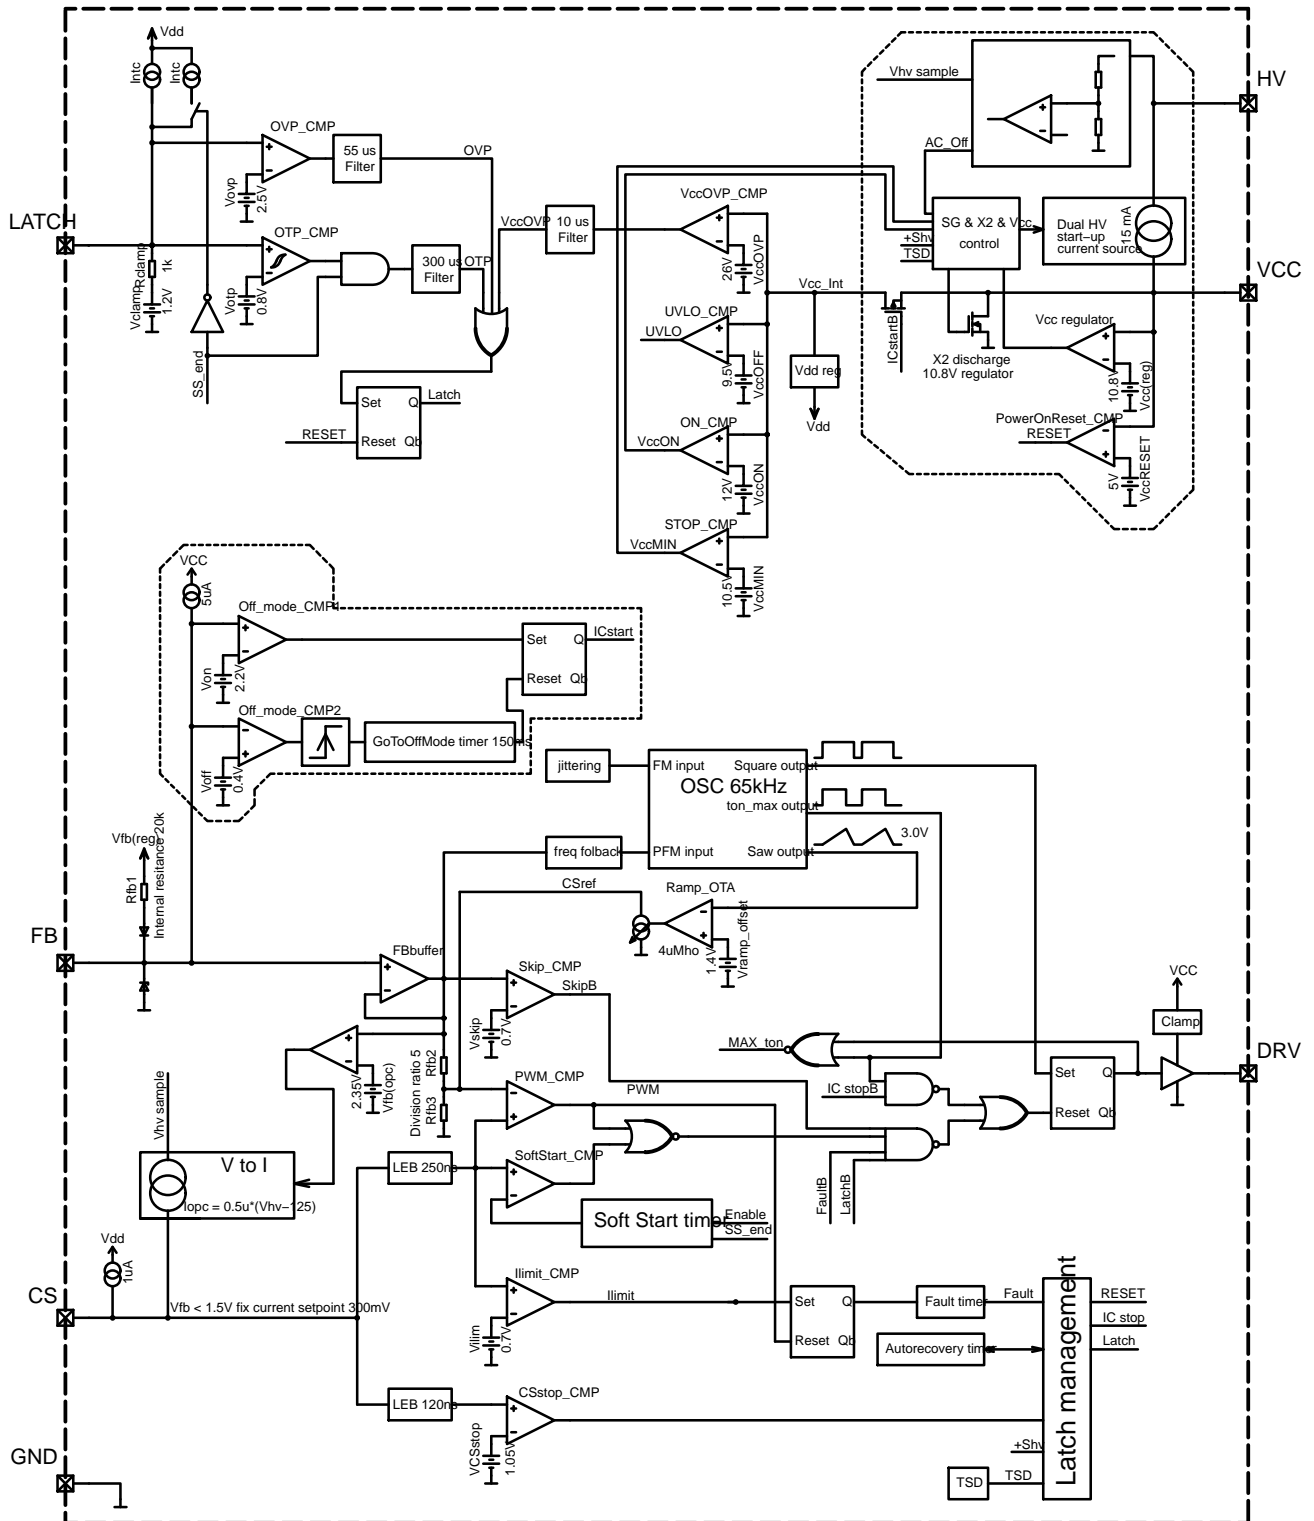 Vdd
Intc
Intc
OVP_CMP
55 us
Filter
OVP
Vovp
2.5V
LATCH
OTP_CMP
300 us
Filter
OTP
Rclamp
1k
Vclamp
1.2V
Votp
0.8V
SS_end
Set
Q
Latch
RESET
Reset
Qb
VccOVP
10 us
Filter
VccOVP_CMP
26V
VccOVP
Vcc_Int
UVLO_CMP
UVLO
9.5V
VccOFF
Vdd reg
Vdd
ON_CMP
VccON
12V
VccON
STOP_CMP
VccMIN
10.5V
VccMIN
Vhv sample
AC_Off
HV
SG & X2 & Vcc
control
+Shv
TSD
Dual HV
start–up
current source
15 mA
VCC
ICstartB
X2 discharge
10.8V regulator
Vcc regulator
10.8V
Vcc(reg)
PowerOnReset_CMP
RESET
5V
VccRESET
VCC
5uA
Off_mode_CMP1
Von
2.2V
Set
Q
ICstart
Reset
Qb
Off_mode_CMP2
GoToOffMode timer 150ms
Voff
0.4V
jittering
FM input
Square output
OSC 65kHz
ton_max output
freq folback
PFM input
Saw output
3.0V
Vfb(reg)
Rfb1
Internal resitance 20k
CSref
Ramp_OTA
4uMho
1.4V
Vramp_offset
FB
FBbuffer
Skip_CMP
SkipB
Vskip
0.7V
2.35V
Vfb(opc)
Division ratio 5
Rfb2
Rfb3
PWM_CMP
PWM
MAX_ton
IC stopB
VCC
Clamp
DRV
Set
Q
Reset
Qb
FaultB
LatchB
Vhv sample
V to I
Iopc = 0.5u*(Vhv–125)
LEB 250ns
SoftStart_CMP
Soft Start timer
Enable
SS_end
Vdd
1uA
CS
Vfb < 1.5V fix current setpoint 300mV
Ilimit_CMP
Ilimit
Vilim
0.7V
Set
Q
Reset
Qb
Fault timer
Fault
Autorecovery timer
Latch management
RESET
IC stop
Latch
LEB 120ns
CSstop_CMP
VCSstop
1.05V
+Shv
TSD
TSD
GND